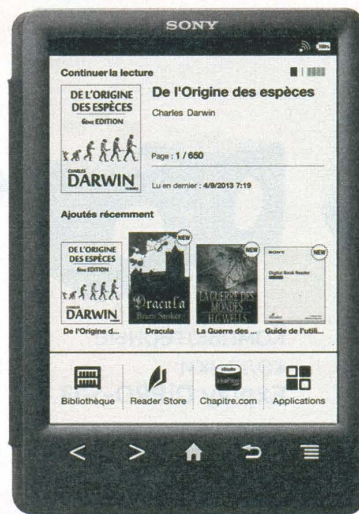 SONY
100%
Continuer la lecture
De l'Origine des espèces
Charles Darwin
Page : 1 / 650
Lu en dernier : 4/9/2013 7:19
DE L'ORIGINE
DES ESPÈCES
6ème EDITION
CHARLES
DARWIN
Ajoutés récemment
DE L'ORIGINE
DES ESPÈCES
6ème EDITION
CHARLES
DARWIN
De l'Origine d...
NEW
Dracula
Bram Stoker
Dracula
NEW
LA GUERRE DES
MONDES
H.G. WELLS
La Guerre des ...
NEW
SONY
Digital Book Reader
Guide de l'utili...
Bibliothèque
Reader Store
Chapitre.com
Applications